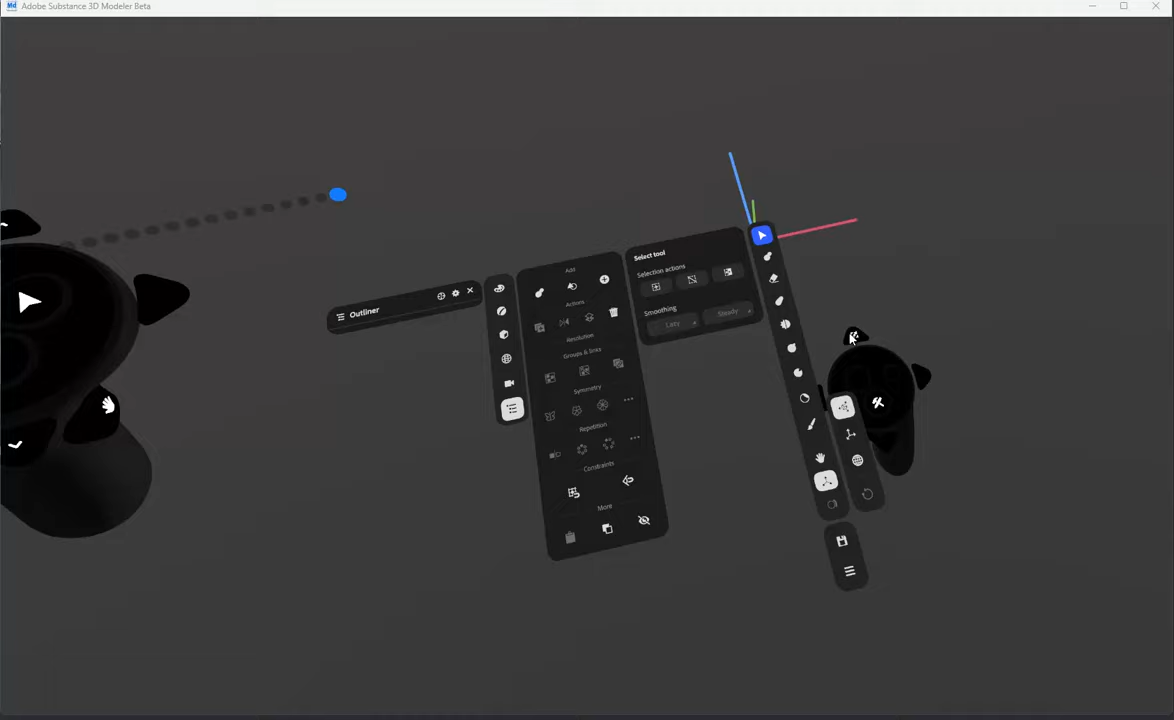 Adobe Substance 3D Modeler Beta
Outliner
Add
Actions
Resolution
Groups & links
Symmetry
Repetition
Constraints
More
Select tool
Selection actions
Smoothing
Lazy
Steady